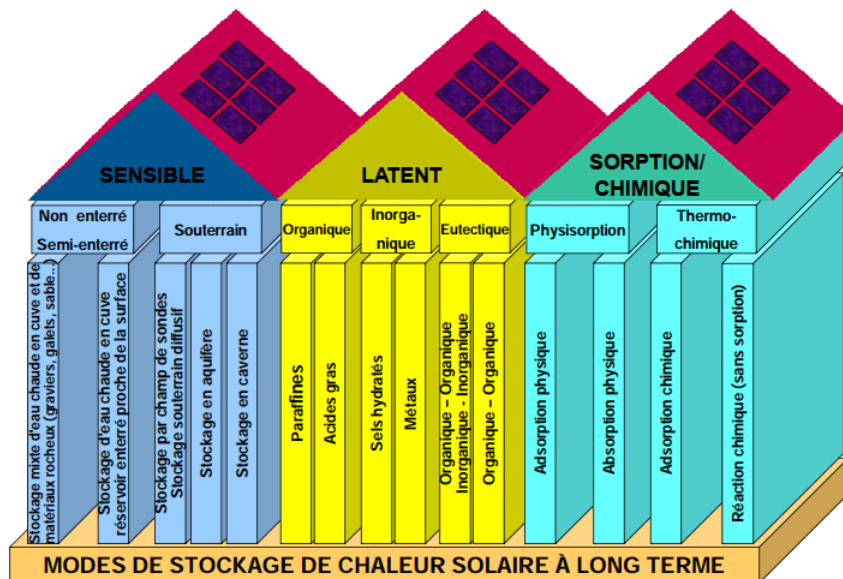 SENSIBLE
LATENT
SORPTION/
CHIMIQUE
Non enterré
Semi-enterré
Souterrain
Organique
Inorga-
nique
Eutectique
Physisorption
Thermo-
chimique
Stockage mixte d'eau chaude en cuve et de
matériaux rocheux (graviers, galets, sable...)
Stockage d'eau chaude en cuve
réservoir enterré proche de la surface
Stockage par champ de sondes
Stockage souterrain diffusif
Stockage en aquifère
Stockage en caverne
Paraffines
Acides gras
Sels hydratés
Métaux
Organique – Organique
Inorganique - Inorganique
Organique – Organique
Adsorption physique
Absorption physique
Adsorption chimique
Réaction chimique (sans sorption)
MODES DE STOCKAGE DE CHALEUR SOLAIRE À LONG TERME